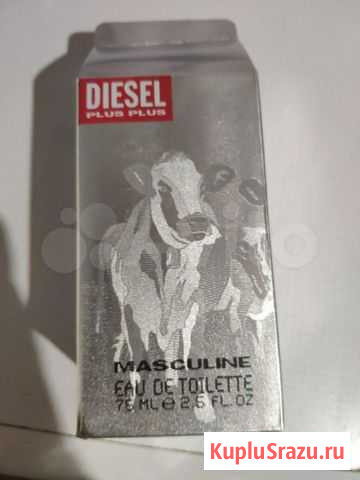 DIESEL
PLUS PLUS
MASCULINE
EAU DE TOILETTE
75 ML ℮ 2.5 FL. OZ
KupluSrazu.ru